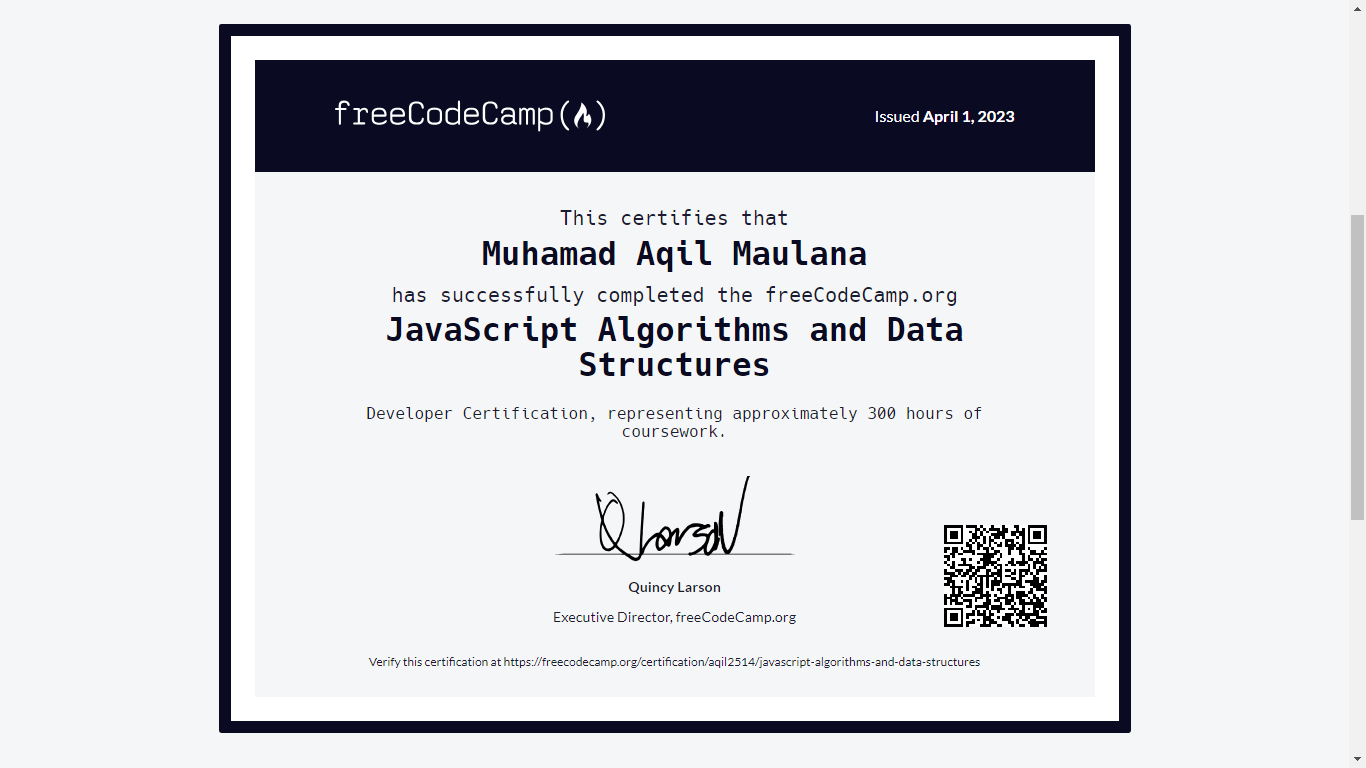 freeCodeCamp
Issued April 1, 2023
This certifies that
Muhamad Aqil Maulana
has successfully completed the freeCodeCamp.org
JavaScript Algorithms and Data
Structures
Developer Certification, representing approximately 300 hours of
coursework.
QLarson
Quincy Larson
Executive Director, freeCodeCamp.org
Verify this certification at https://freecodecamp.org/certification/aqil2514/javascript-algorithms-and-data-structures